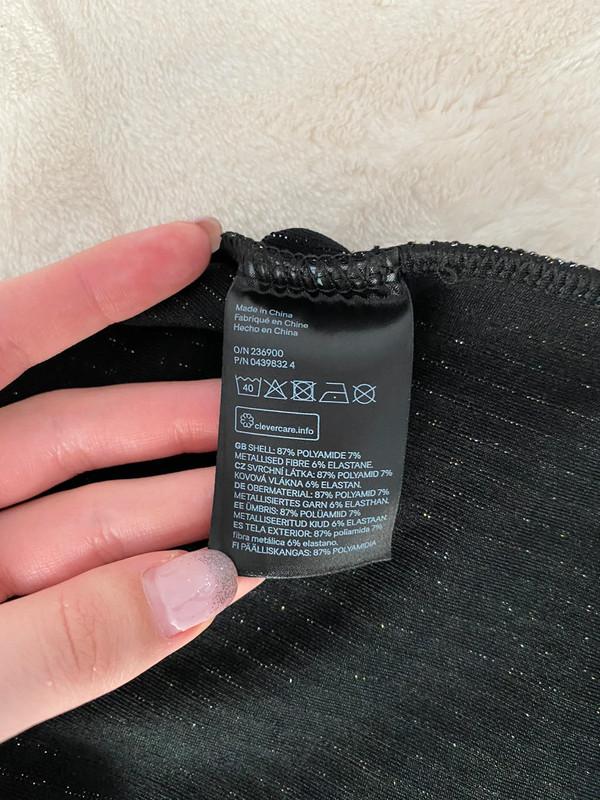 Made in China
Fabriqué en Chine
Hecho en China
O/N 236900
P/N 0439832 4
40
clevercare.info
GB SHELL: 87% POLYAMIDE 7%
METALLISED FIBRE 6% ELASTANE.
CZ SVRCHNÍ LÁTKA: 87% POLYAMID 7%
KOVOVÁ VLÁKNA 6% ELASTAN.
DE OBERMATERIAL: 87% POLYAMID 7%
METALLISIERTES GARN 6% ELASTHAN.
EE ÜMBRIS: 87% POLÜAMIID 7%
METALLISEERITUD KIUD 6% ELASTAAN.
ES TELA EXTERIOR: 87% poliamida 7%
fibra metálica 6% elastano.
FI PÄÄLLISKANGAS: 87% POLYAMIDIA